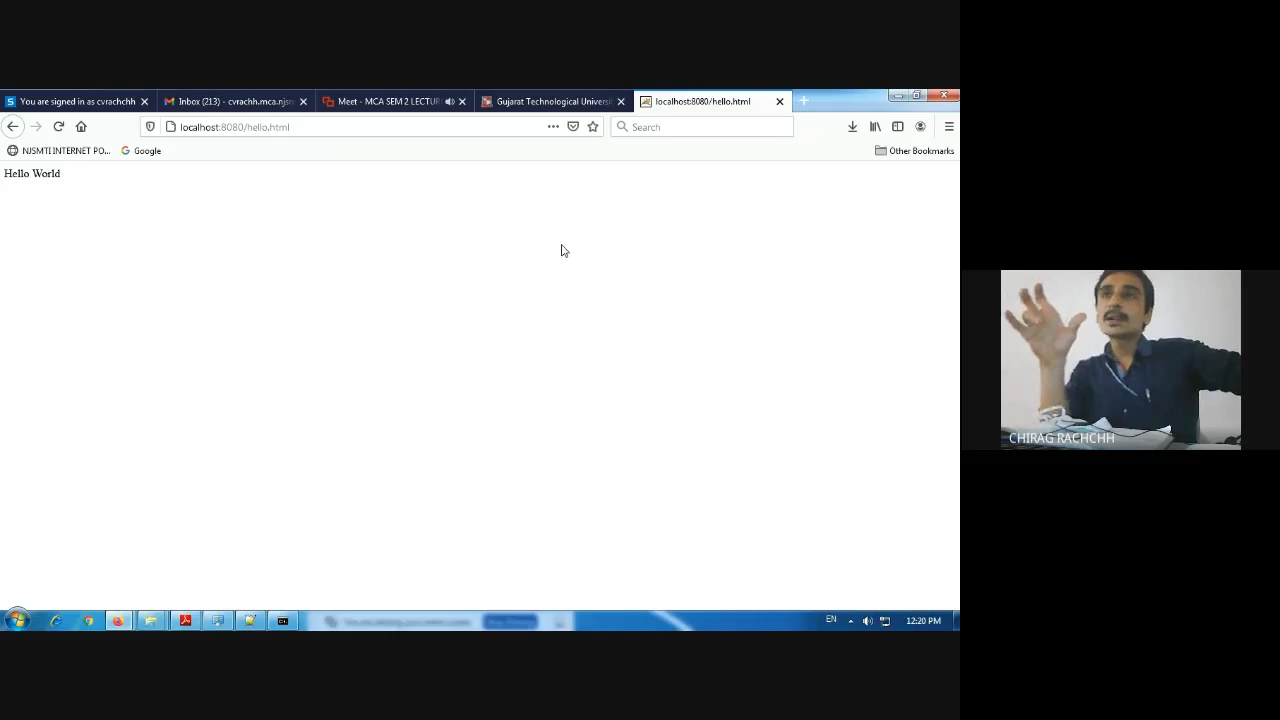 You are signed in as cvrachchh
Inbox (213) - cvrachh.mca.njsm
Meet - MCA SEM 2 LECTUR
Gujarat Technological Universi
localhost:8080/hello.html
localhost:8080/hello.html
Search
NJSMTI INTERNET PO...
Google
Other Bookmarks
Hello World
CHIRAG RACHCHH
EN
12:20 PM